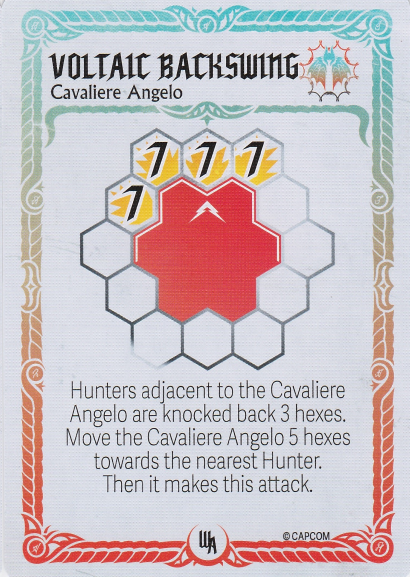 VOLTAIC BACKSWING
Cavaliere Angelo
7 7 7
7
Hunters adjacent to the Cavaliere
Angelo are knocked back 3 hexes.
Move the Cavaliere Angelo 5 hexes
towards the nearest Hunter.
Then it makes this attack.
WA
© CAPCOM